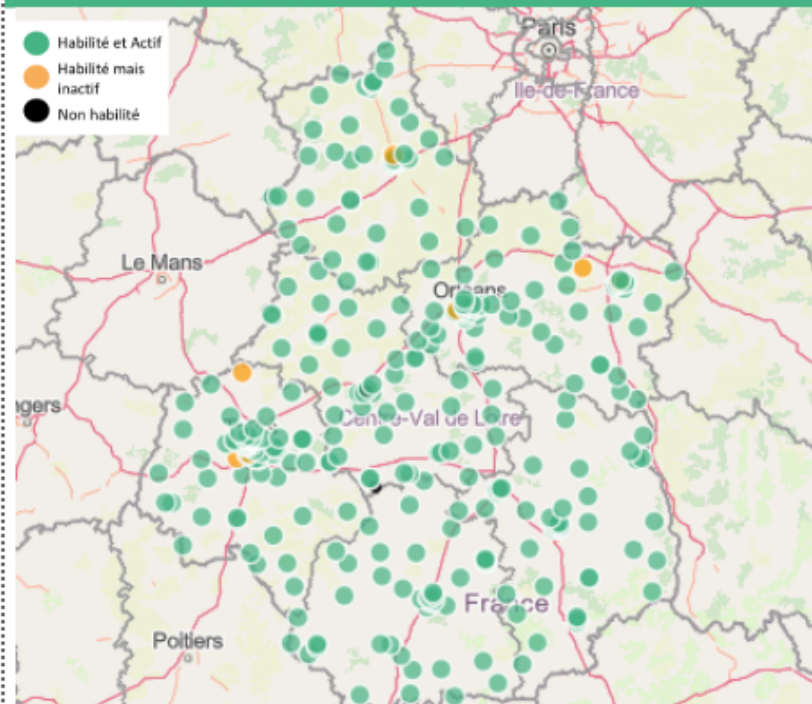 Paris
Habilité et Actif
Habilité mais
inactif
Non habilité
Ile-de-France
Le Mans
Orléans
ngers
Centre-Val de Loire
France
Poitiers